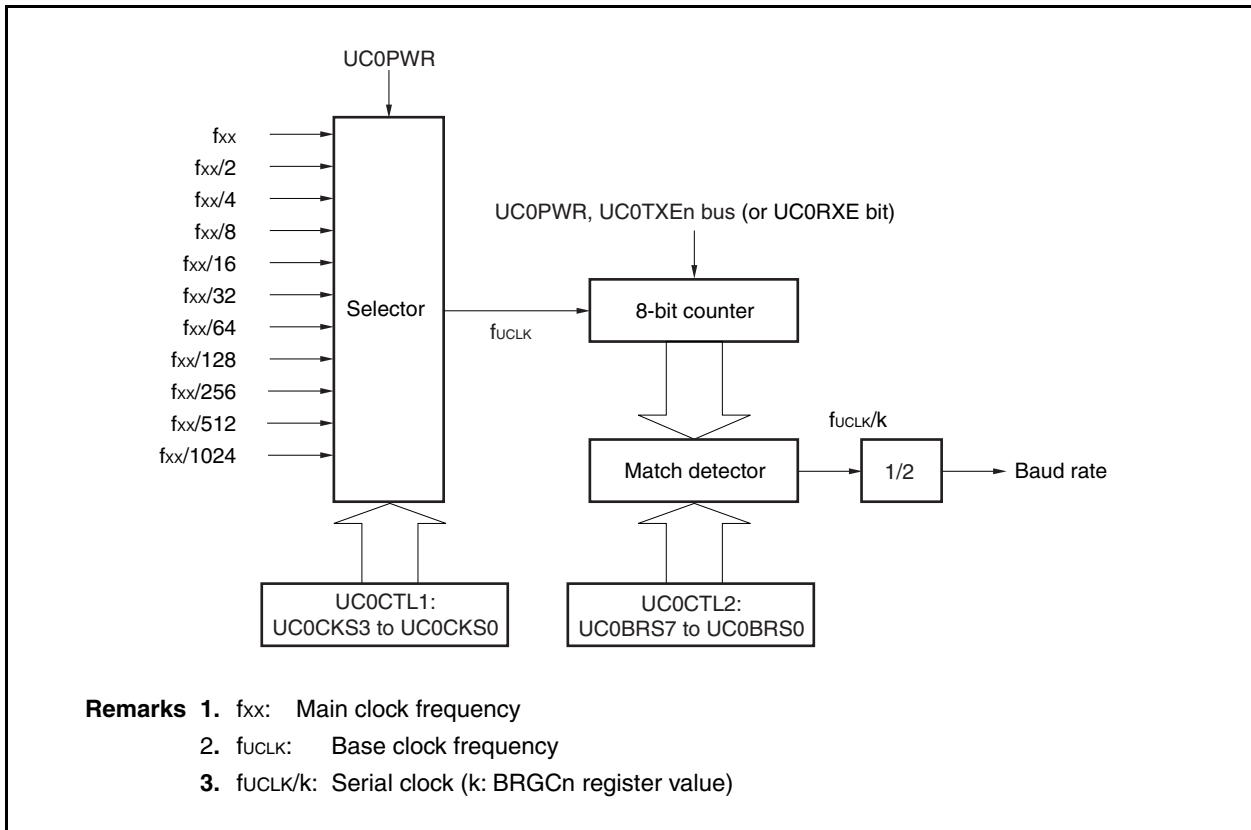 UC0PWR
fXX
fXX/2
fXX/4
fXX/8
fXX/16
fXX/32
fXX/64
fXX/128
fXX/256
fXX/512
fXX/1024
Selector
fUCLK
UC0PWR, UC0TXEn bus (or UC0RXE bit)
8-bit counter
Match detector
fUCLK/k
1/2
Baud rate
UC0CTL1:
UC0CKS3 to UC0CKS0
UC0CTL2:
UC0BRS7 to UC0BRS0
Remarks 1. fXX: Main clock frequency
2. fUCLK: Base clock frequency
3. fUCLK/k: Serial clock (k: BRGCn register value)